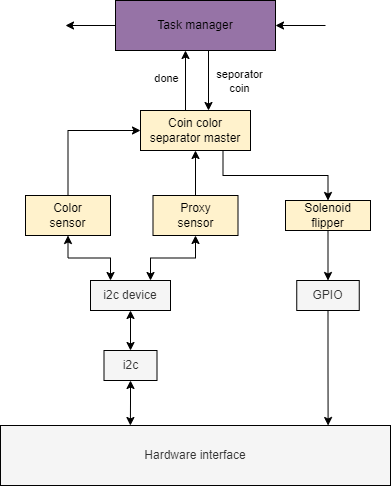 Task manager
done
seporator
coin
Coin color
separator master
Color
sensor
Proxy
sensor
Solenoid
flipper
i2c device
GPIO
i2c
Hardware interface